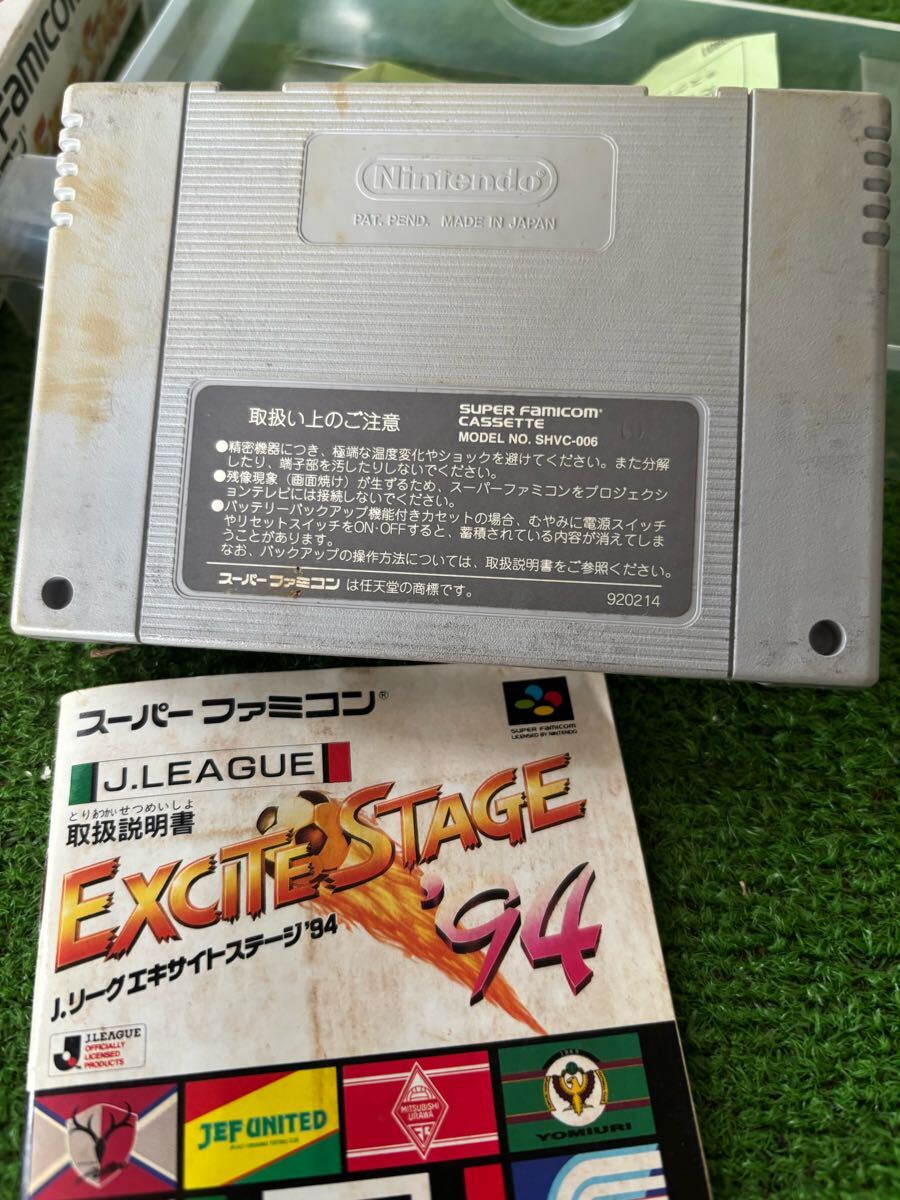 Famicom
Nintendo®
PAT. PEND. MADE IN JAPAN
取扱い上のご注意
SUPER FAMICOM®
CASSETTE
MODEL NO. SHVC-006
●精密機器につき、極端な温度変化やショックを避けてください。また分解
したり、端子部を汚したりしないでください。
●残像現象（画面焼け）が生ずるため、スーパーファミコンをプロジェクシ
ョンテレビには接続しないでください。
●バッテリーバックアップ機能付きカセットの場合、むやみに電源スイッチ
やリセットスイッチをON·OFFすると、蓄積されている内容が消えてしま
うことがあります。
なお、バックアップの操作方法については、取扱説明書をご参照ください。
スーパーファミコンは任天堂の商標です。
920214
スーパーファミコン®
SUPER FAMICOM
LICENSED BY NINTENDO
J.LEAGUE
とりあつかいせつめいしょ
取扱説明書
EXCITE STAGE
'94
J.リーグエキサイトステージ'94
J.LEAGUE
OFFICIALLY
LICENSED
PRODUCTS
JEF UNITED
MITSUBISHI
URAWA
YOMIURI